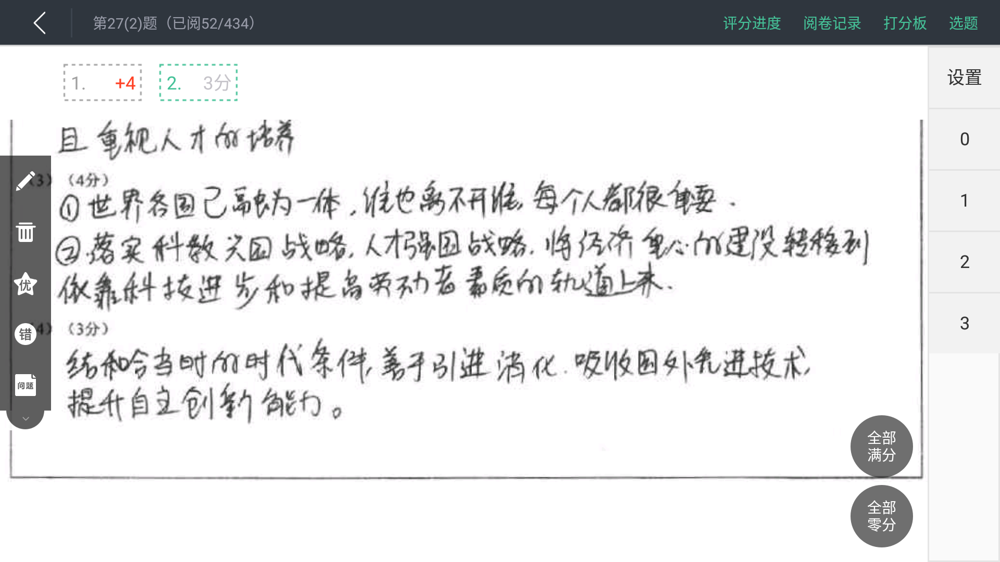 第27(2)题（已阅52/434） 评分进度 阅卷记录 打分板 选题
1. +4 2. 3分
设置
0
1
2
3
且重视人才的培养
(3) (4分)
①世界各国已融为一体，谁也离不开谁，每个人都很重要.
②落实科教兴国战略，人才强国战略，将经济重心的建设转移到
依靠科技进步和提高劳动者素质的轨道上来.
4) (3分)
结和合当时的时代条件，善于引进消化.吸收国外先进技术，
提升自主创新能力。
优
错
问题
全部
满分
全部
零分